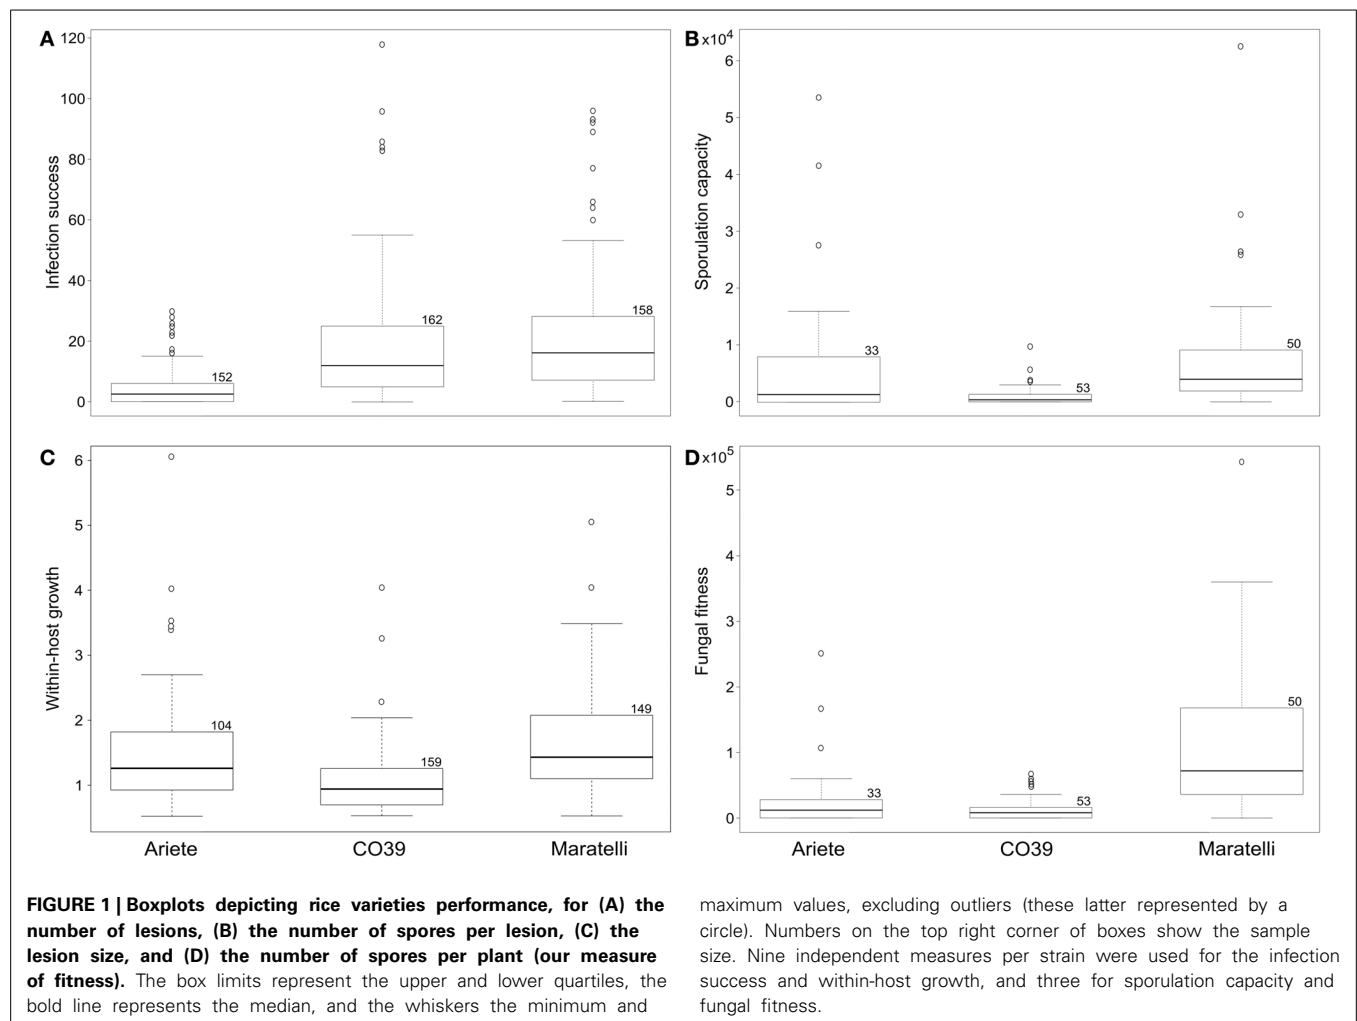 A
120
100
80
60
40
20
0
Infection success
152
162
158
B
x10⁴
6
5
4
3
2
1
0
Sporulation capacity
33
53
50
C
6
5
4
3
2
1
Within-host growth
104
159
149
Ariete
CO39
Maratelli
D
x10⁵
5
4
3
2
1
0
Fungal fitness
33
53
50
Ariete
CO39
Maratelli
FIGURE 1 | Boxplots depicting rice varieties performance, for (A) the
number of lesions, (B) the number of spores per lesion, (C) the
lesion size, and (D) the number of spores per plant (our measure
of fitness). The box limits represent the upper and lower quartiles, the
bold line represents the median, and the whiskers the minimum and
maximum values, excluding outliers (these latter represented by a
circle). Numbers on the top right corner of boxes show the sample
size. Nine independent measures per strain were used for the infection
success and within-host growth, and three for sporulation capacity and
fungal fitness.